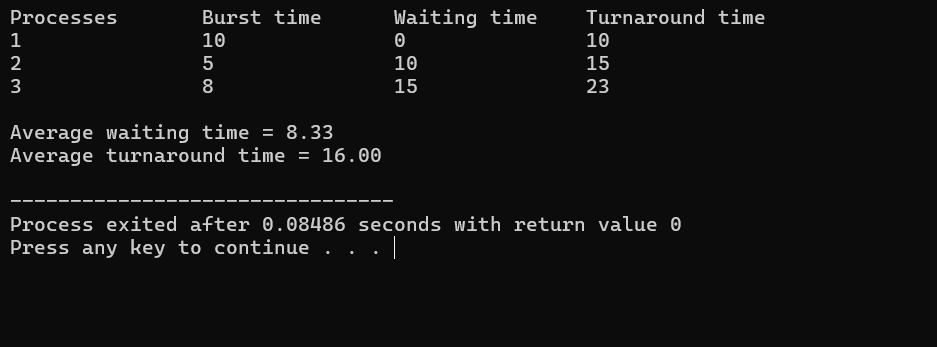 Processes       Burst time      Waiting time    Turnaround time
1               10              0               10
2               5               10              15
3               8               15              23

Average waiting time = 8.33
Average turnaround time = 16.00

--------------------------------
Process exited after 0.08486 seconds with return value 0
Press any key to continue . . .